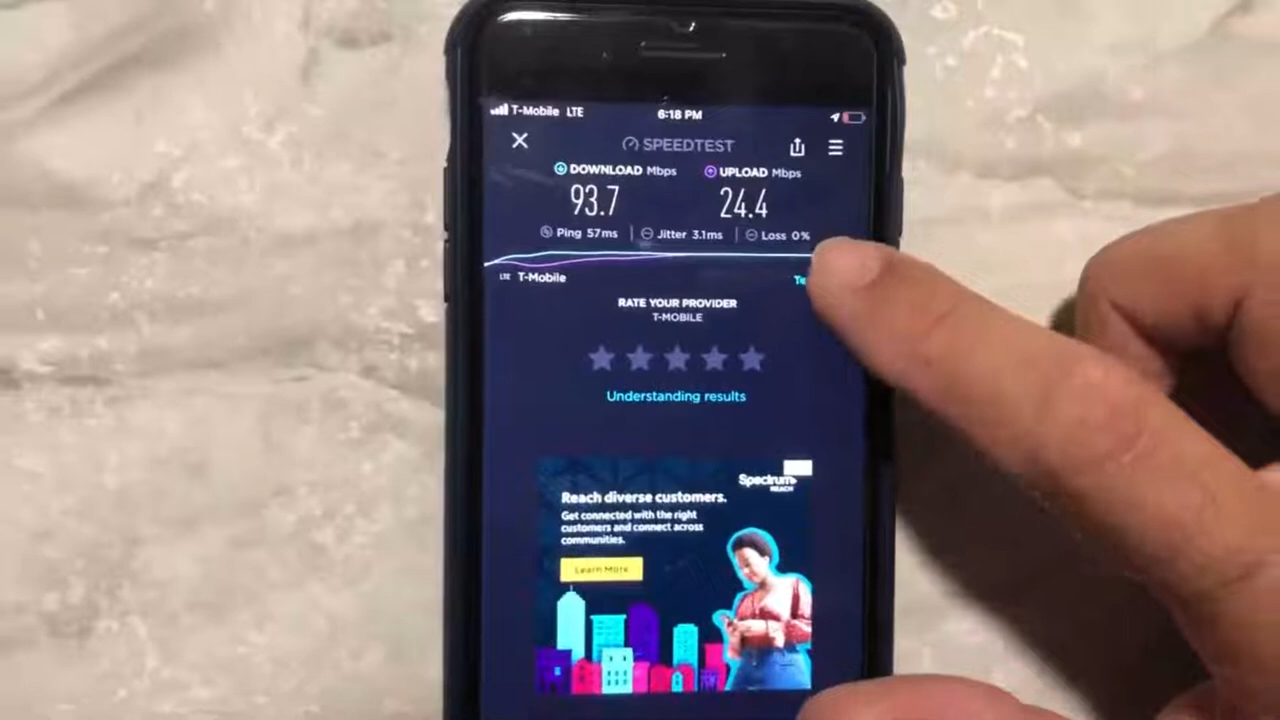 T-Mobile LTE 6:18 PM
SPEEDTEST
DOWNLOAD Mbps UPLOAD Mbps
93.7 24.4
Ping 57ms Jitter 3.1ms Loss 0%
LTE T-Mobile
RATE YOUR PROVIDER
T-MOBILE
Understanding results
Spectrum
REACH
Reach diverse customers.
Get connected with the right
customers and connect across
communities.
Learn More